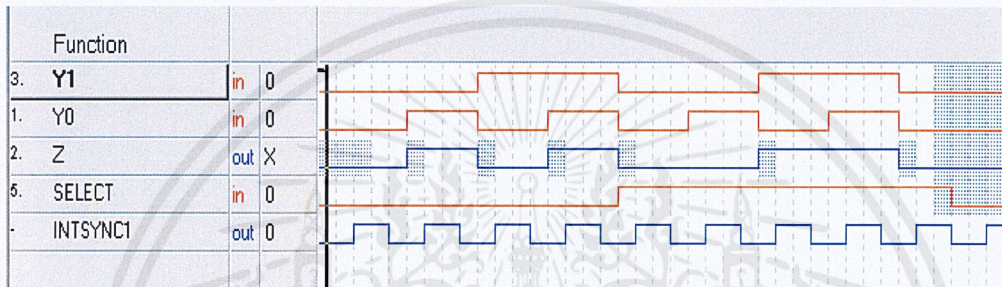 Function
3. Y1 in 0
1. Y0 in 0
2. Z out X
5. SELECT in 0
- INTSYNC1 out 0